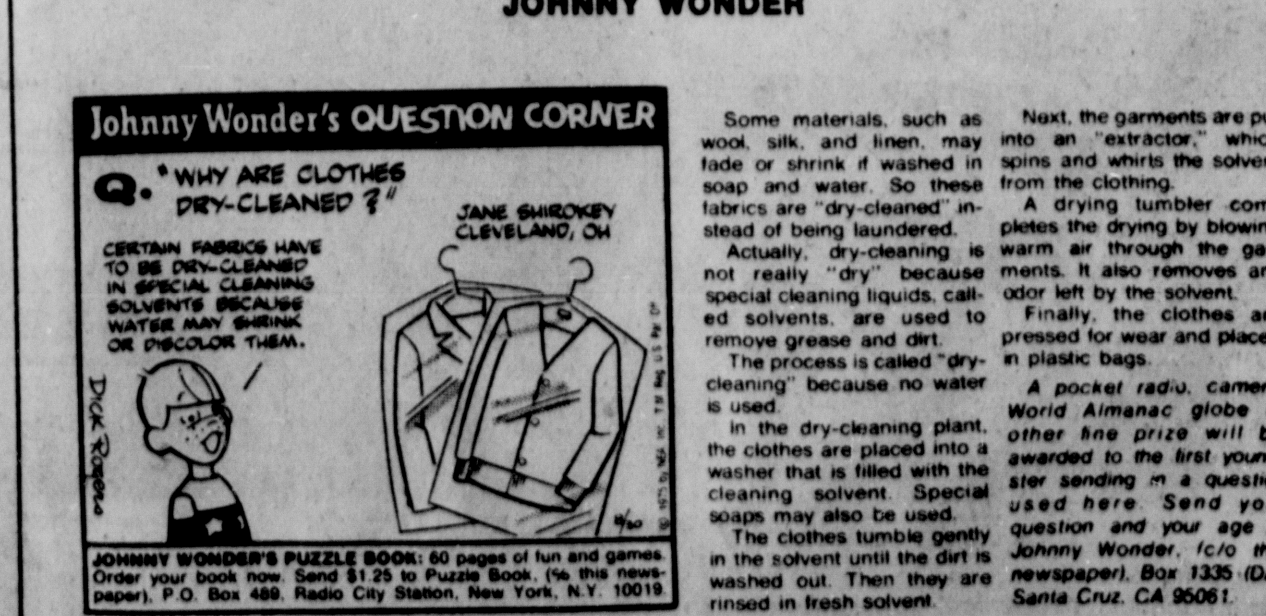 JOHNNY WONDER
Johnny Wonder's QUESTION CORNER
Q. "WHY ARE CLOTHES
DRY-CLEANED?"
JANE SHIROKEY
CLEVELAND, OH
CERTAIN FABRICS HAVE
TO BE DRY-CLEANED
IN SPECIAL CLEANING
SOLVENTS BECAUSE
WATER MAY SHRINK
OR DISCOLOR THEM.
DICK ROGERS
© 1975 by NEA, Inc. T.M. Reg. U.S. Pat. Of
JOHNNY WONDER'S PUZZLE BOOK: 60 pages of fun and games.
Order your book now. Send $1.25 to Puzzle Book, (℅ this news-
paper), P.O. Box 489, Radio City Station, New York, N.Y. 10019
Some materials, such as
wool, silk, and linen, may
fade or shrink if washed in
soap and water. So these
fabrics are "dry-cleaned" in-
stead of being laundered.
Actually, dry-cleaning is
not really "dry" because
special cleaning liquids, call-
ed solvents, are used to
remove grease and dirt.
The process is called "dry-
cleaning" because no water
is used.
In the dry-cleaning plant,
the clothes are placed into a
washer that is filled with the
cleaning solvent. Special
soaps may also be used.
The clothes tumble gently
in the solvent until the dirt is
washed out. Then they are
rinsed in fresh solvent.
Next, the garments are pu
into an "extractor," whic
spins and whirls the solven
from the clothing.
A drying tumbler com
pletes the drying by blowin
warm air through the ga
ments. It also removes an
odor left by the solvent.
Finally, the clothes a
pressed for wear and place
in plastic bags.
A pocket radio, camer
World Almanac globe
other fine prize will b
awarded to the first youn
ster sending in a questi
used here. Send yo
question and your age
Johnny Wonder, (c/o th
newspaper), Box 1335 (D
Santa Cruz, CA 95061.